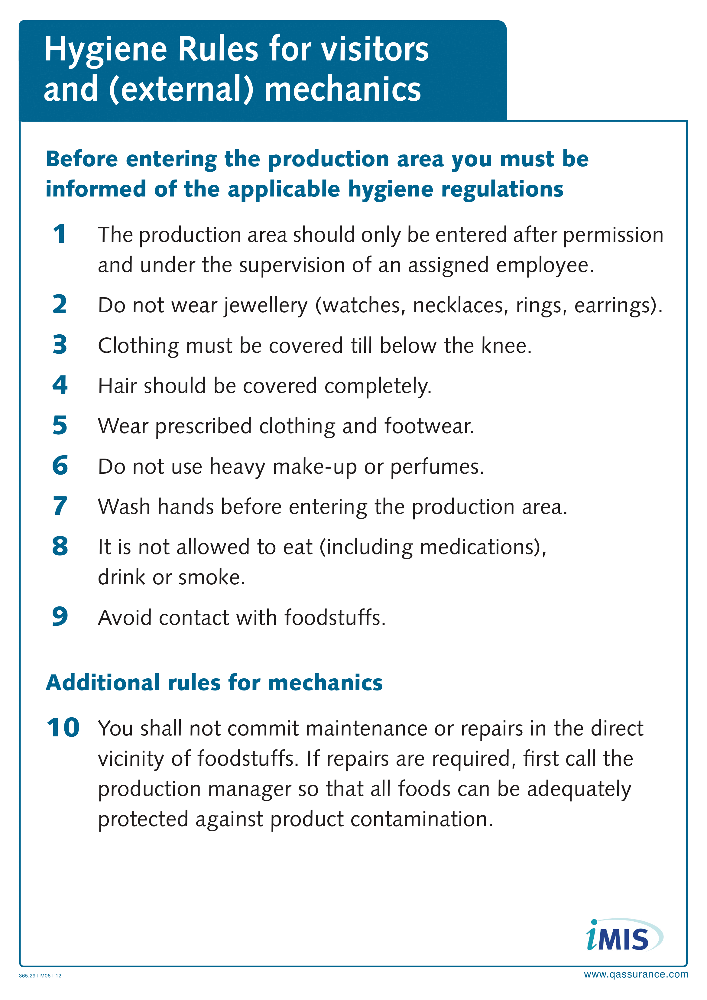 Hygiene Rules for visitors
and (external) mechanics
Before entering the production area you must be
informed of the applicable hygiene regulations
1 The production area should only be entered after permission
and under the supervision of an assigned employee.
2 Do not wear jewellery (watches, necklaces, rings, earrings).
3 Clothing must be covered till below the knee.
4 Hair should be covered completely.
5 Wear prescribed clothing and footwear.
6 Do not use heavy make-up or perfumes.
7 Wash hands before entering the production area.
8 It is not allowed to eat (including medications),
drink or smoke.
9 Avoid contact with foodstuffs.
Additional rules for mechanics
10 You shall not commit maintenance or repairs in the direct
vicinity of foodstuffs. If repairs are required, first call the
production manager so that all foods can be adequately
protected against product contamination.
iMIS
365.29 | M06 | 12
www.qassurance.com